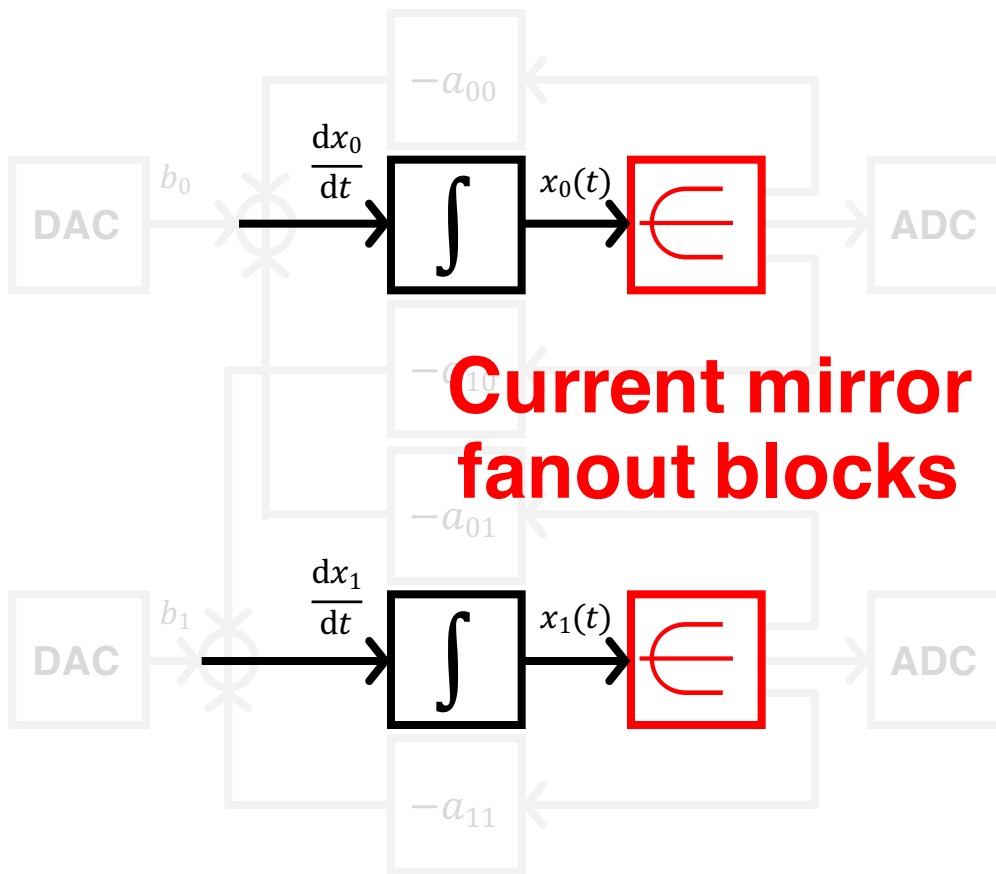 −a₀₀
dx₀
dt
x₀(t)
b₀
DAC
∫
ADC
−a₁₀
Current mirror
fanout blocks
−a₀₁
dx₁
dt
x₁(t)
b₁
DAC
∫
ADC
−a₁₁